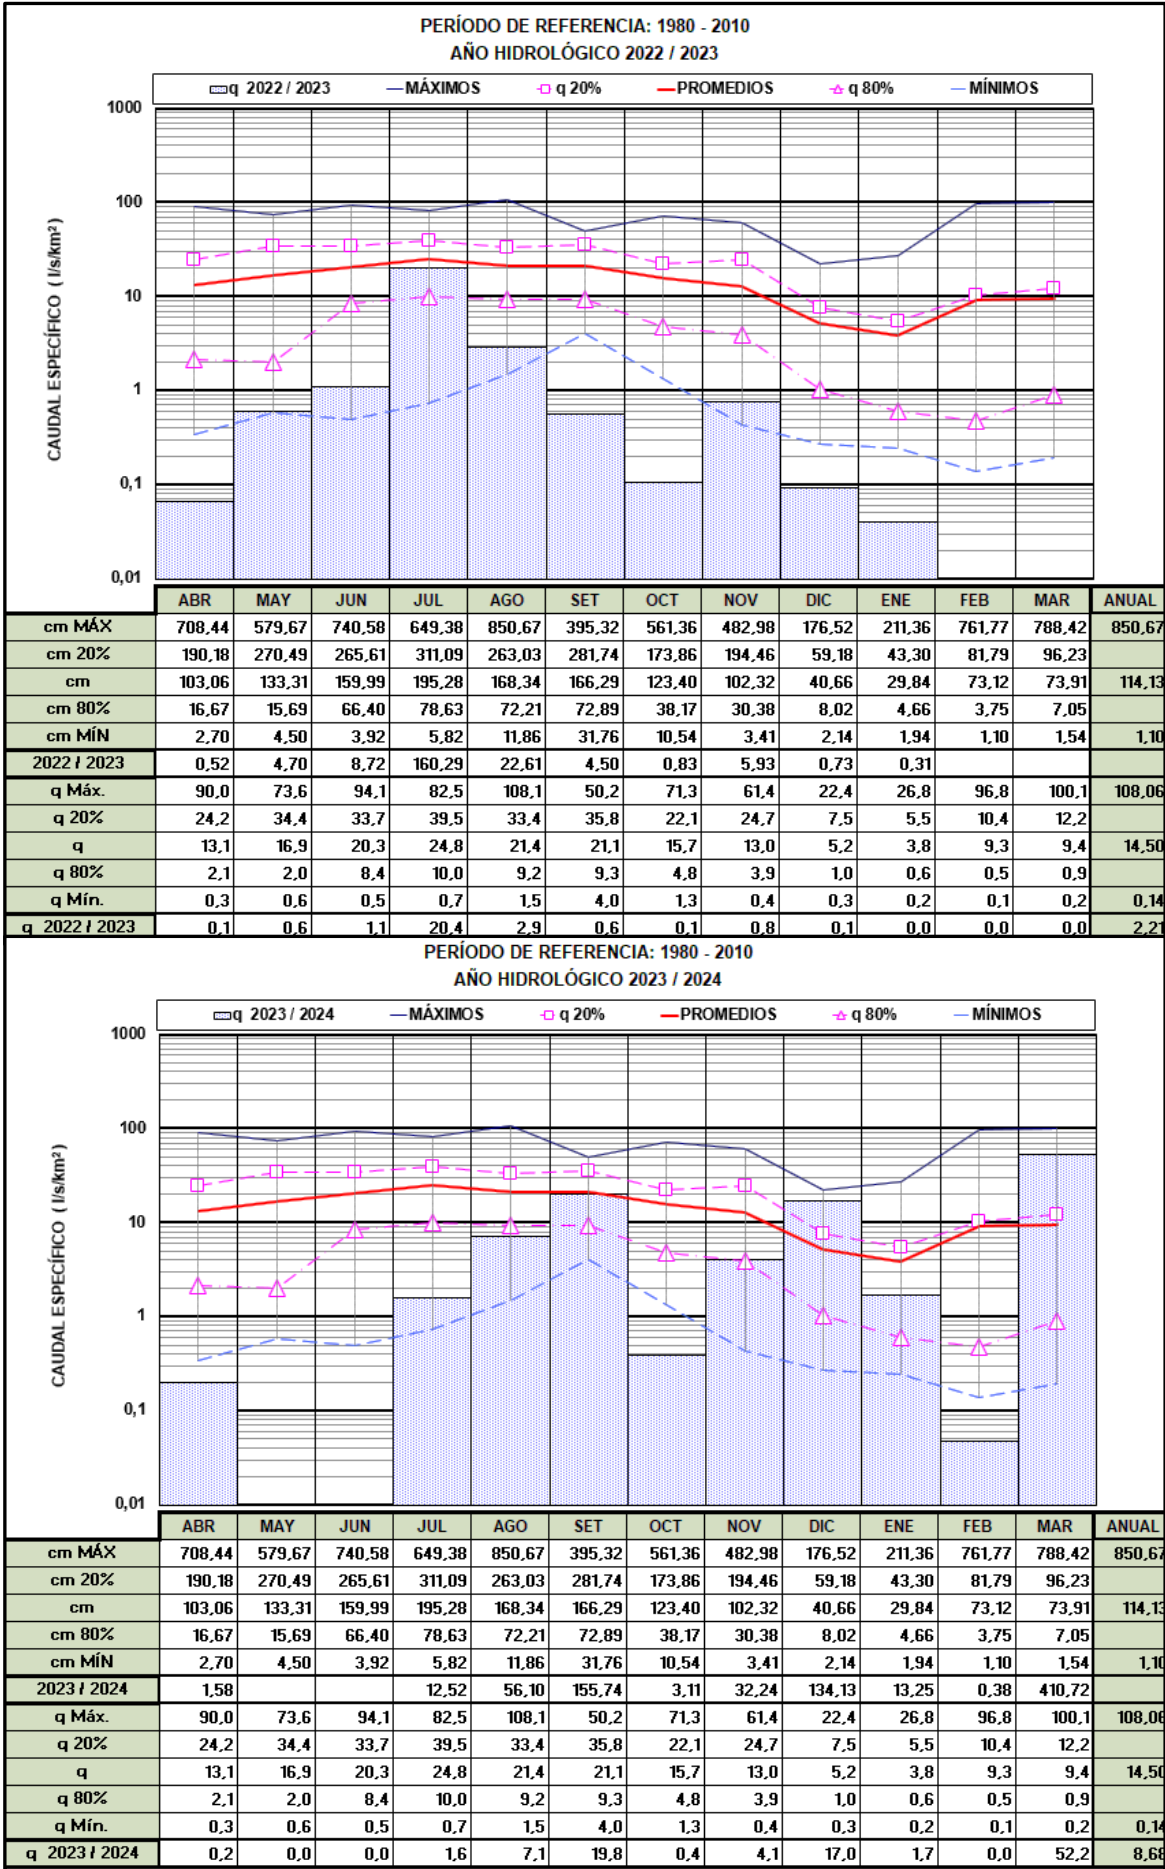 PERÍODO DE REFERENCIA: 1980 - 2010
AÑO HIDROLÓGICO 2022 / 2023
q 2022 / 2023 MÁXIMOS q 20% PROMEDIOS q 80% MÍNIMOS
1000
100
10
1
0,1
0,01
CAUDAL ESPECÍFICO ( l/s/km²)
ABR MAY JUN JUL AGO SET OCT NOV DIC ENE FEB MAR ANUAL
cm MÁX 708,44 579,67 740,58 649,38 850,67 395,32 561,36 482,98 176,52 211,36 761,77 788,42 850,67
cm 20% 190,18 270,49 265,61 311,09 263,03 281,74 173,86 194,46 59,18 43,30 81,79 96,23
cm 103,06 133,31 159,99 195,28 168,34 166,29 123,40 102,32 40,66 29,84 73,12 73,91 114,13
cm 80% 16,67 15,69 66,40 78,63 72,21 72,89 38,17 30,38 8,02 4,66 3,75 7,05
cm MÍN 2,70 4,50 3,92 5,82 11,86 31,76 10,54 3,41 2,14 1,94 1,10 1,54 1,10
2022 / 2023 0,52 4,70 8,72 160,29 22,61 4,50 0,83 5,93 0,73 0,31
q Máx. 90,0 73,6 94,1 82,5 108,1 50,2 71,3 61,4 22,4 26,8 96,8 100,1 108,06
q 20% 24,2 34,4 33,7 39,5 33,4 35,8 22,1 24,7 7,5 5,5 10,4 12,2
q 13,1 16,9 20,3 24,8 21,4 21,1 15,7 13,0 5,2 3,8 9,3 9,4 14,50
q 80% 2,1 2,0 8,4 10,0 9,2 9,3 4,8 3,9 1,0 0,6 0,5 0,9
q Mín. 0,3 0,6 0,5 0,7 1,5 4,0 1,3 0,4 0,3 0,2 0,1 0,2 0,14
q 2022 / 2023 0,1 0,6 1,1 20,4 2,9 0,6 0,1 0,8 0,1 0,0 0,0 0,0 2,21
PERÍODO DE REFERENCIA: 1980 - 2010
AÑO HIDROLÓGICO 2023 / 2024
q 2023 / 2024 MÁXIMOS q 20% PROMEDIOS q 80% MÍNIMOS
1000
100
10
1
0,1
0,01
CAUDAL ESPECÍFICO ( l/s/km²)
ABR MAY JUN JUL AGO SET OCT NOV DIC ENE FEB MAR ANUAL
cm MÁX 708,44 579,67 740,58 649,38 850,67 395,32 561,36 482,98 176,52 211,36 761,77 788,42 850,67
cm 20% 190,18 270,49 265,61 311,09 263,03 281,74 173,86 194,46 59,18 43,30 81,79 96,23
cm 103,06 133,31 159,99 195,28 168,34 166,29 123,40 102,32 40,66 29,84 73,12 73,91 114,13
cm 80% 16,67 15,69 66,40 78,63 72,21 72,89 38,17 30,38 8,02 4,66 3,75 7,05
cm MÍN 2,70 4,50 3,92 5,82 11,86 31,76 10,54 3,41 2,14 1,94 1,10 1,54 1,10
2023 / 2024 1,58 12,52 56,10 155,74 3,11 32,24 134,13 13,25 0,38 410,72
q Máx. 90,0 73,6 94,1 82,5 108,1 50,2 71,3 61,4 22,4 26,8 96,8 100,1 108,06
q 20% 24,2 34,4 33,7 39,5 33,4 35,8 22,1 24,7 7,5 5,5 10,4 12,2
q 13,1 16,9 20,3 24,8 21,4 21,1 15,7 13,0 5,2 3,8 9,3 9,4 14,50
q 80% 2,1 2,0 8,4 10,0 9,2 9,3 4,8 3,9 1,0 0,6 0,5 0,9
q Mín. 0,3 0,6 0,5 0,7 1,5 4,0 1,3 0,4 0,3 0,2 0,1 0,2 0,14
q 2023 / 2024 0,2 0,0 0,0 1,6 7,1 19,8 0,4 4,1 17,0 1,7 0,0 52,2 8,68